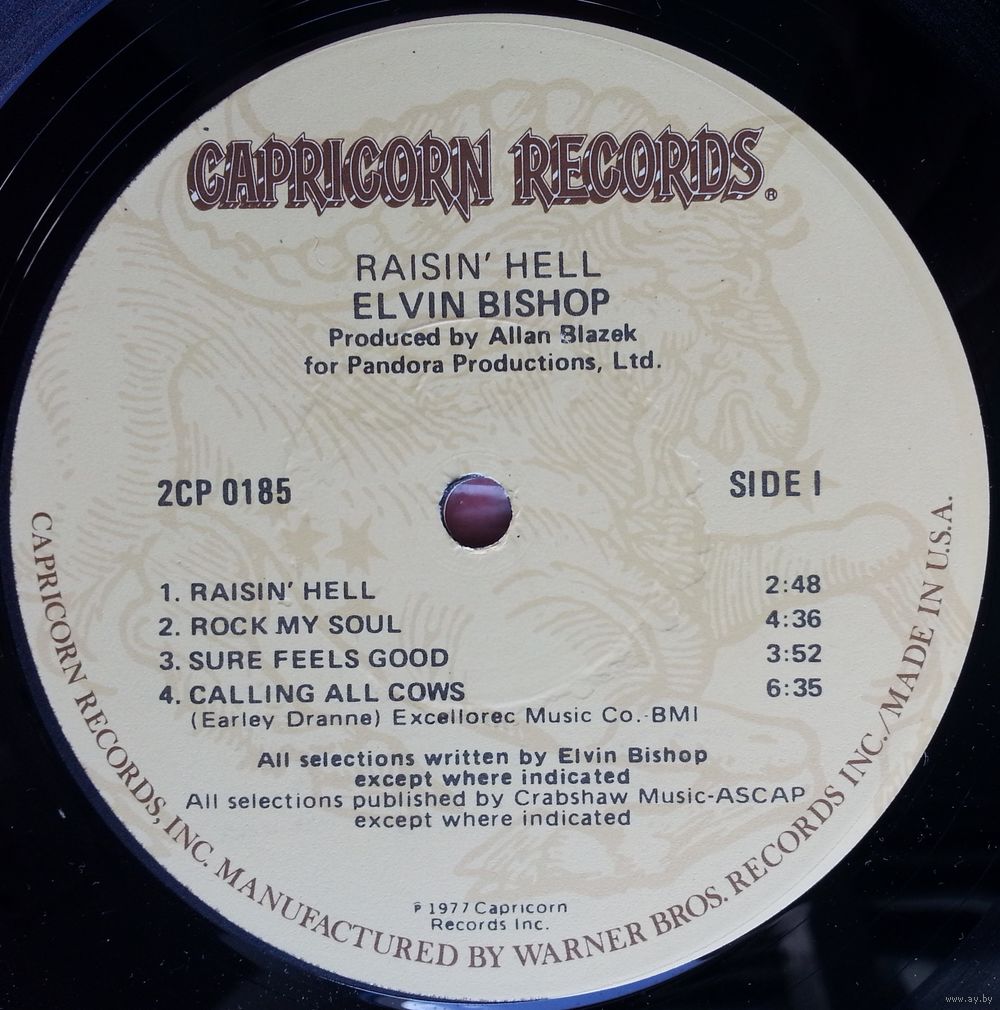 CAPRICORN RECORDS®
RAISIN' HELL
ELVIN BISHOP
Produced by Allan Blazek
for Pandora Productions, Ltd.
2CP 0185
SIDE I
1. RAISIN' HELL 2:48
2. ROCK MY SOUL 4:36
3. SURE FEELS GOOD 3:52
4. CALLING ALL COWS 6:35
(Earley Dranne) Excellorec Music Co.-BMI
All selections written by Elvin Bishop
except where indicated
All selections published by Crabshaw Music-ASCAP
except where indicated
℗ 1977 Capricorn
Records Inc.
CAPRICORN RECORDS, INC. MANUFACTURED BY WARNER BROS. RECORDS INC./MADE IN U.S.A.
www.ay.by